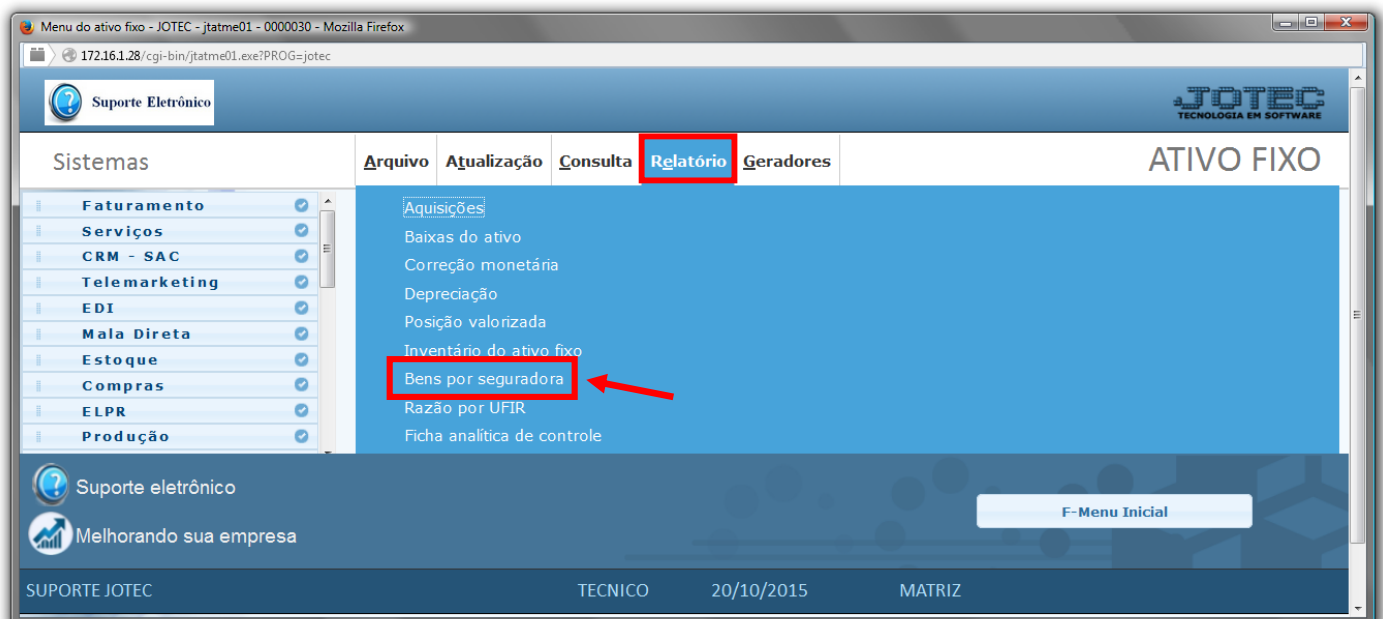 Menu do ativo fixo - JOTEC - jtatme01 - 0000030 - Mozilla Firefox
172.16.1.28/cgi-bin/jtatme01.exe?PROG=jotec
Suporte Eletrônico
JOTEC
TECNOLOGIA EM SOFTWARE
Sistemas
Arquivo Atualização Consulta Relatório Geradores
ATIVO FIXO
Faturamento
Serviços
CRM - SAC
Telemarketing
EDI
Mala Direta
Estoque
Compras
ELPR
Produção
Aquisições
Baixas do ativo
Correção monetária
Depreciação
Posição valorizada
Inventário do ativo fixo
Bens por seguradora
Razão por UFIR
Ficha analítica de controle
Suporte eletrônico
Melhorando sua empresa
F-Menu Inicial
SUPORTE JOTEC TECNICO 20/10/2015 MATRIZ